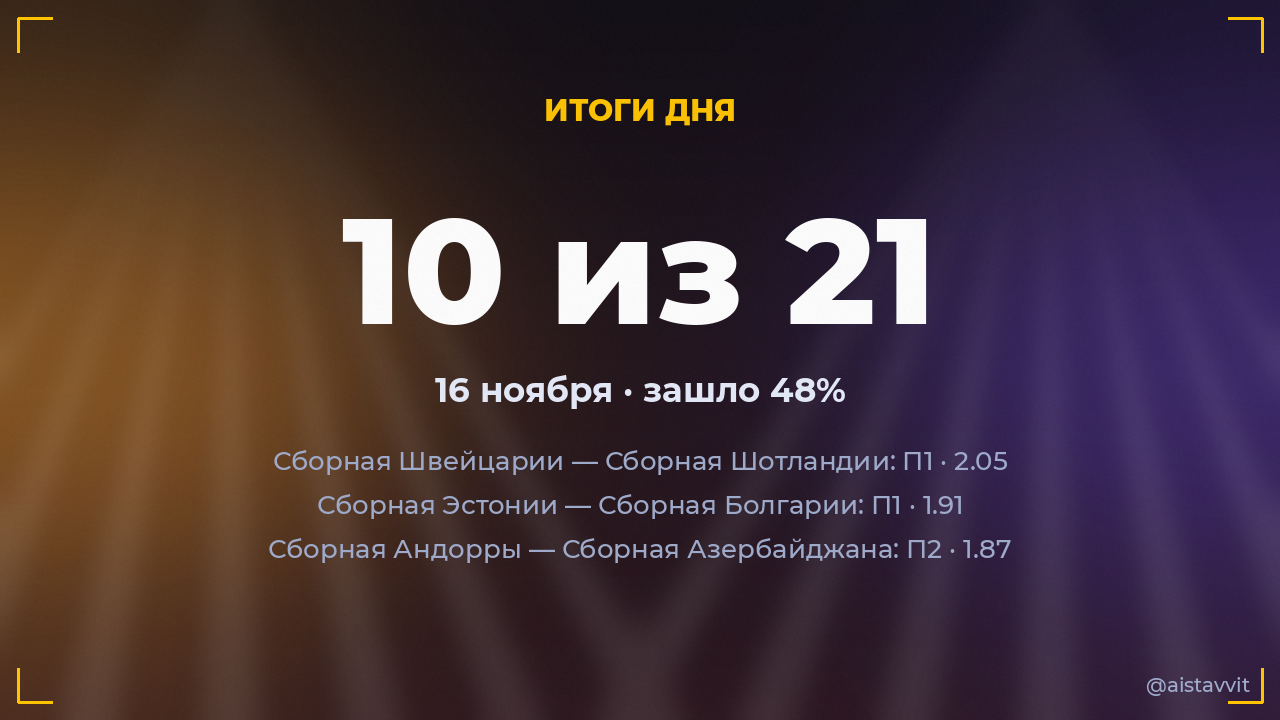 ИТОГИ ДНЯ
10 из 21
16 ноября · зашло 48%
Сборная Швейцарии — Сборная Шотландии: П1 · 2.05
Сборная Эстонии — Сборная Болгарии: П1 · 1.91
Сборная Андорры — Сборная Азербайджана: П2 · 1.87
@aistavvit